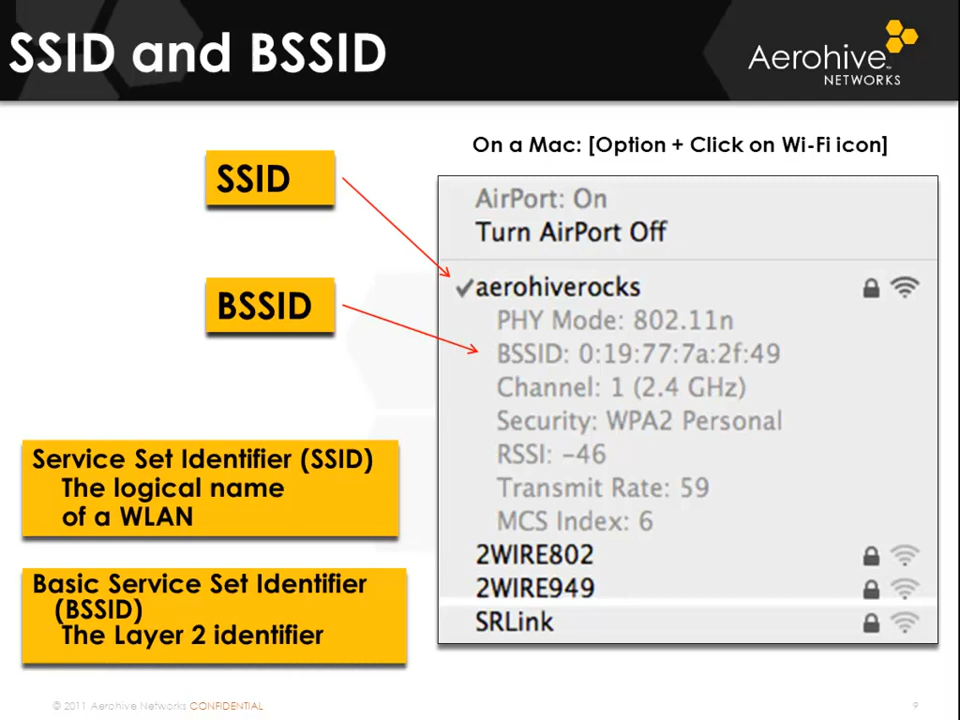 SSID and BSSID
Aerohive™
NETWORKS
On a Mac: [Option + Click on Wi-Fi icon]
SSID
BSSID
AirPort: On
Turn AirPort Off
✓aerohiverocks
PHY Mode: 802.11n
BSSID: 0:19:77:7a:2f:49
Channel: 1 (2.4 GHz)
Security: WPA2 Personal
RSSI: -46
Transmit Rate: 59
MCS Index: 6
2WIRE802
2WIRE949
SRLink
Service Set Identifier (SSID)
The logical name
of a WLAN
Basic Service Set Identifier
(BSSID)
The Layer 2 identifier
© 2011 Aerohive Networks CONFIDENTIAL
9